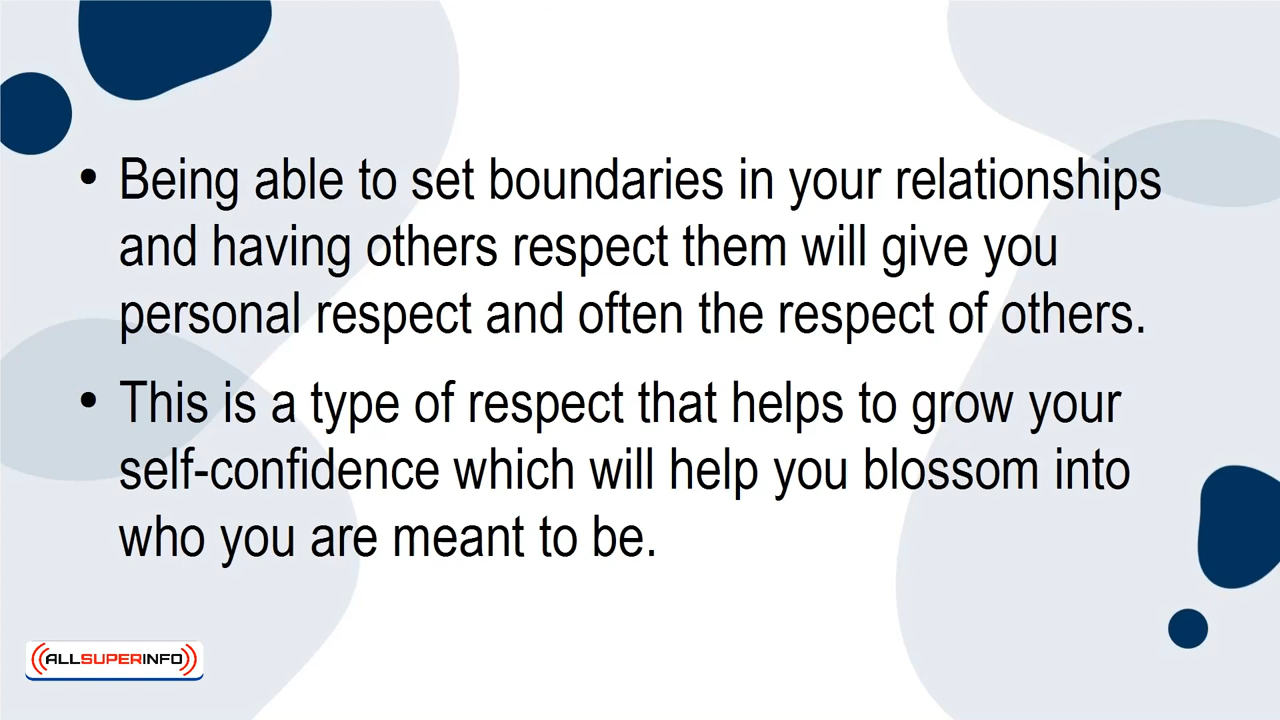 • Being able to set boundaries in your relationships
and having others respect them will give you
personal respect and often the respect of others.
• This is a type of respect that helps to grow your
self-confidence which will help you blossom into
who you are meant to be.
ALLSUPERINFO